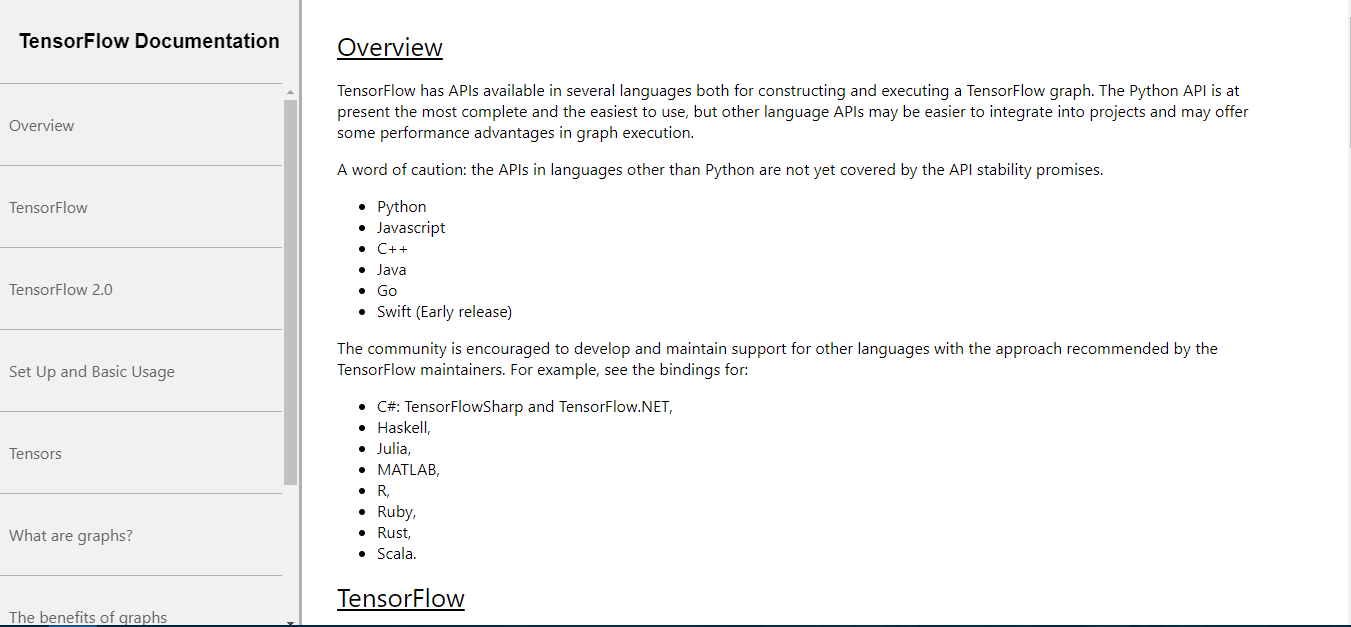 TensorFlow Documentation
Overview
TensorFlow
TensorFlow 2.0
Set Up and Basic Usage
Tensors
What are graphs?
The benefits of graphs
Overview
TensorFlow has APIs available in several languages both for constructing and executing a TensorFlow graph. The Python API is at
present the most complete and the easiest to use, but other language APIs may be easier to integrate into projects and may offer
some performance advantages in graph execution.
A word of caution: the APIs in languages other than Python are not yet covered by the API stability promises.
• Python
• Javascript
• C++
• Java
• Go
• Swift (Early release)
The community is encouraged to develop and maintain support for other languages with the approach recommended by the
TensorFlow maintainers. For example, see the bindings for:
• C#: TensorFlowSharp and TensorFlow.NET,
• Haskell,
• Julia,
• MATLAB,
• R,
• Ruby,
• Rust,
• Scala.
TensorFlow